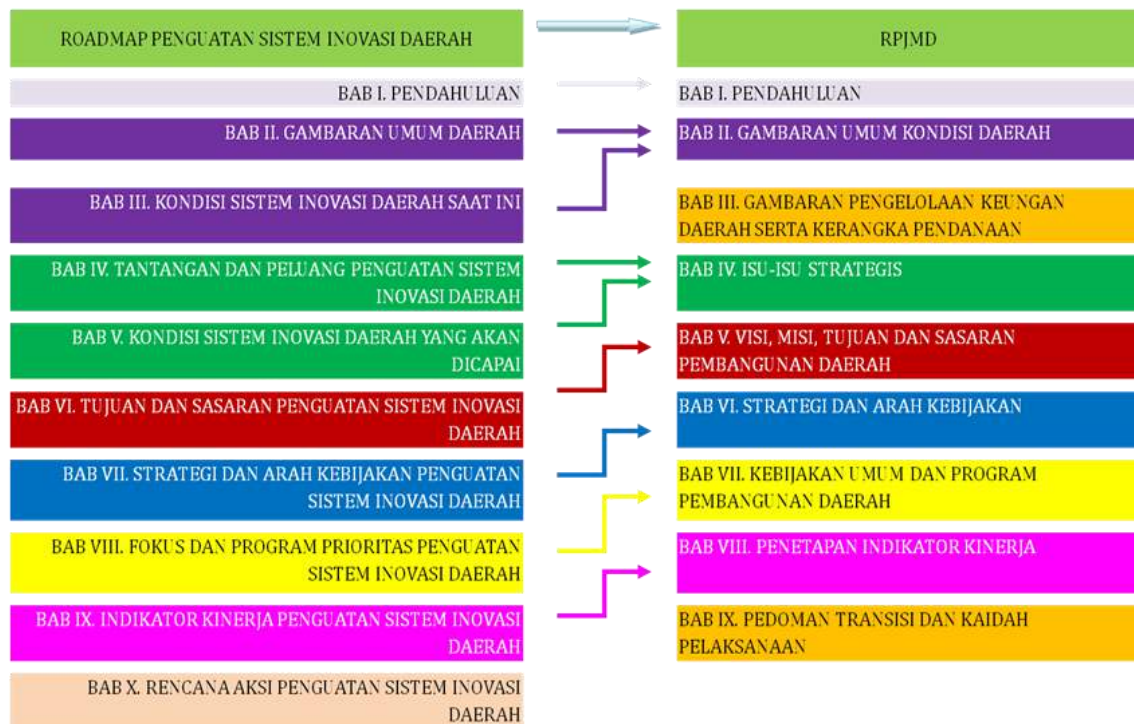 ROADMAP PENGUATAN SISTEM INOVASI DAERAH
BAB I. PENDAHULUAN
BAB II. GAMBARAN UMUM DAERAH
BAB III. KONDISI SISTEM INOVASI DAERAH SAAT INI
BAB IV. TANTANGAN DAN PELUANG PENGUATAN SISTEM
INOVASI DAERAH
BAB V. KONDISI SISTEM INOVASI DAERAH YANG AKAN
DICAPAI
BAB VI. TUJUAN DAN SASARAN PENGUATAN SISTEM INOVASI
DAERAH
BAB VII. STRATEGI DAN ARAH KEBIJAKAN PENGUATAN
SISTEM INOVASI DAERAH
BAB VIII. FOKUS DAN PROGRAM PRIORITAS PENGUATAN
SISTEM INOVASI DAERAH
BAB IX. INDIKATOR KINERJA PENGUATAN SISTEM INOVASI
DAERAH
BAB X. RENCANA AKSI PENGUATAN SISTEM INOVASI
DAERAH
RPJMD
BAB I. PENDAHULUAN
BAB II. GAMBARAN UMUM KONDISI DAERAH
BAB III. GAMBARAN PENGELOLAAN KEUNGAN
DAERAH SERTA KERANGKA PENDANAAN
BAB IV. ISU-ISU STRATEGIS
BAB V. VISI, MISI, TUJUAN DAN SASARAN
PEMBANGUNAN DAERAH
BAB VI. STRATEGI DAN ARAH KEBIJAKAN
BAB VII. KEBIJAKAN UMUM DAN PROGRAM
PEMBANGUNAN DAERAH
BAB VIII. PENETAPAN INDIKATOR KINERJA
BAB IX. PEDOMAN TRANSISI DAN KAIDAH
PELAKSANAAN